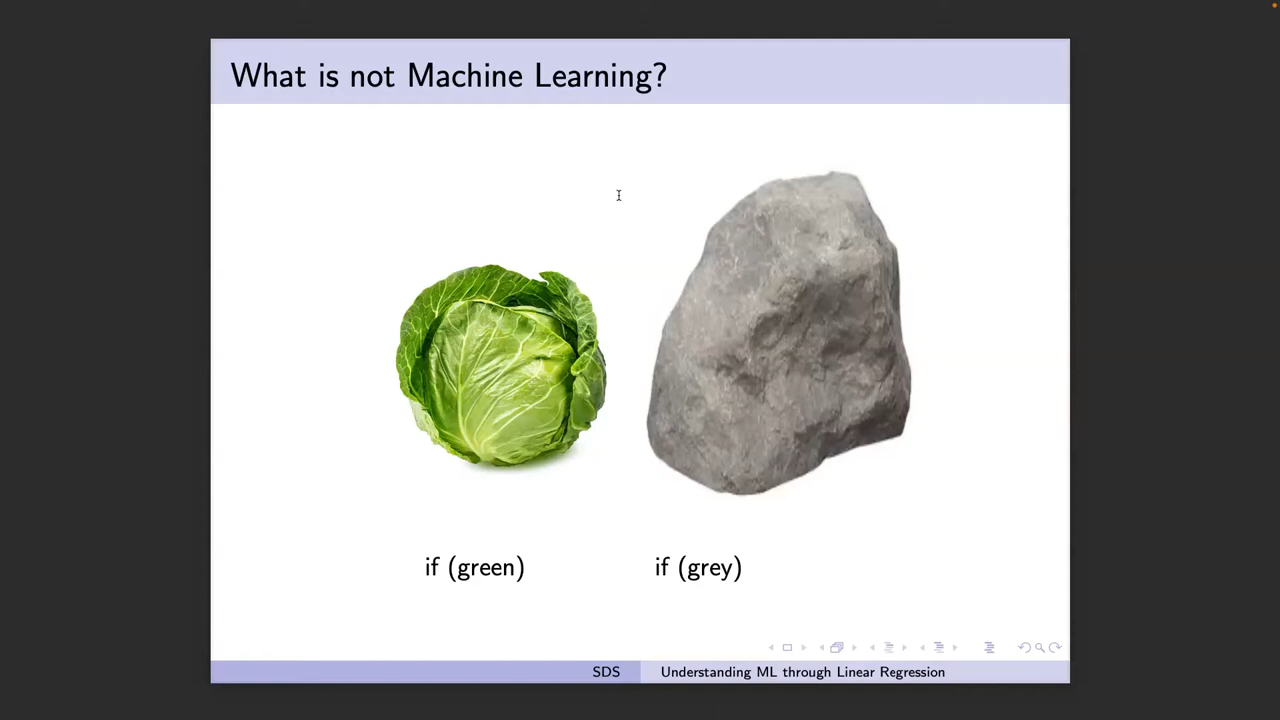 What is not Machine Learning?
if (green) if (grey)
SDS Understanding ML through Linear Regression